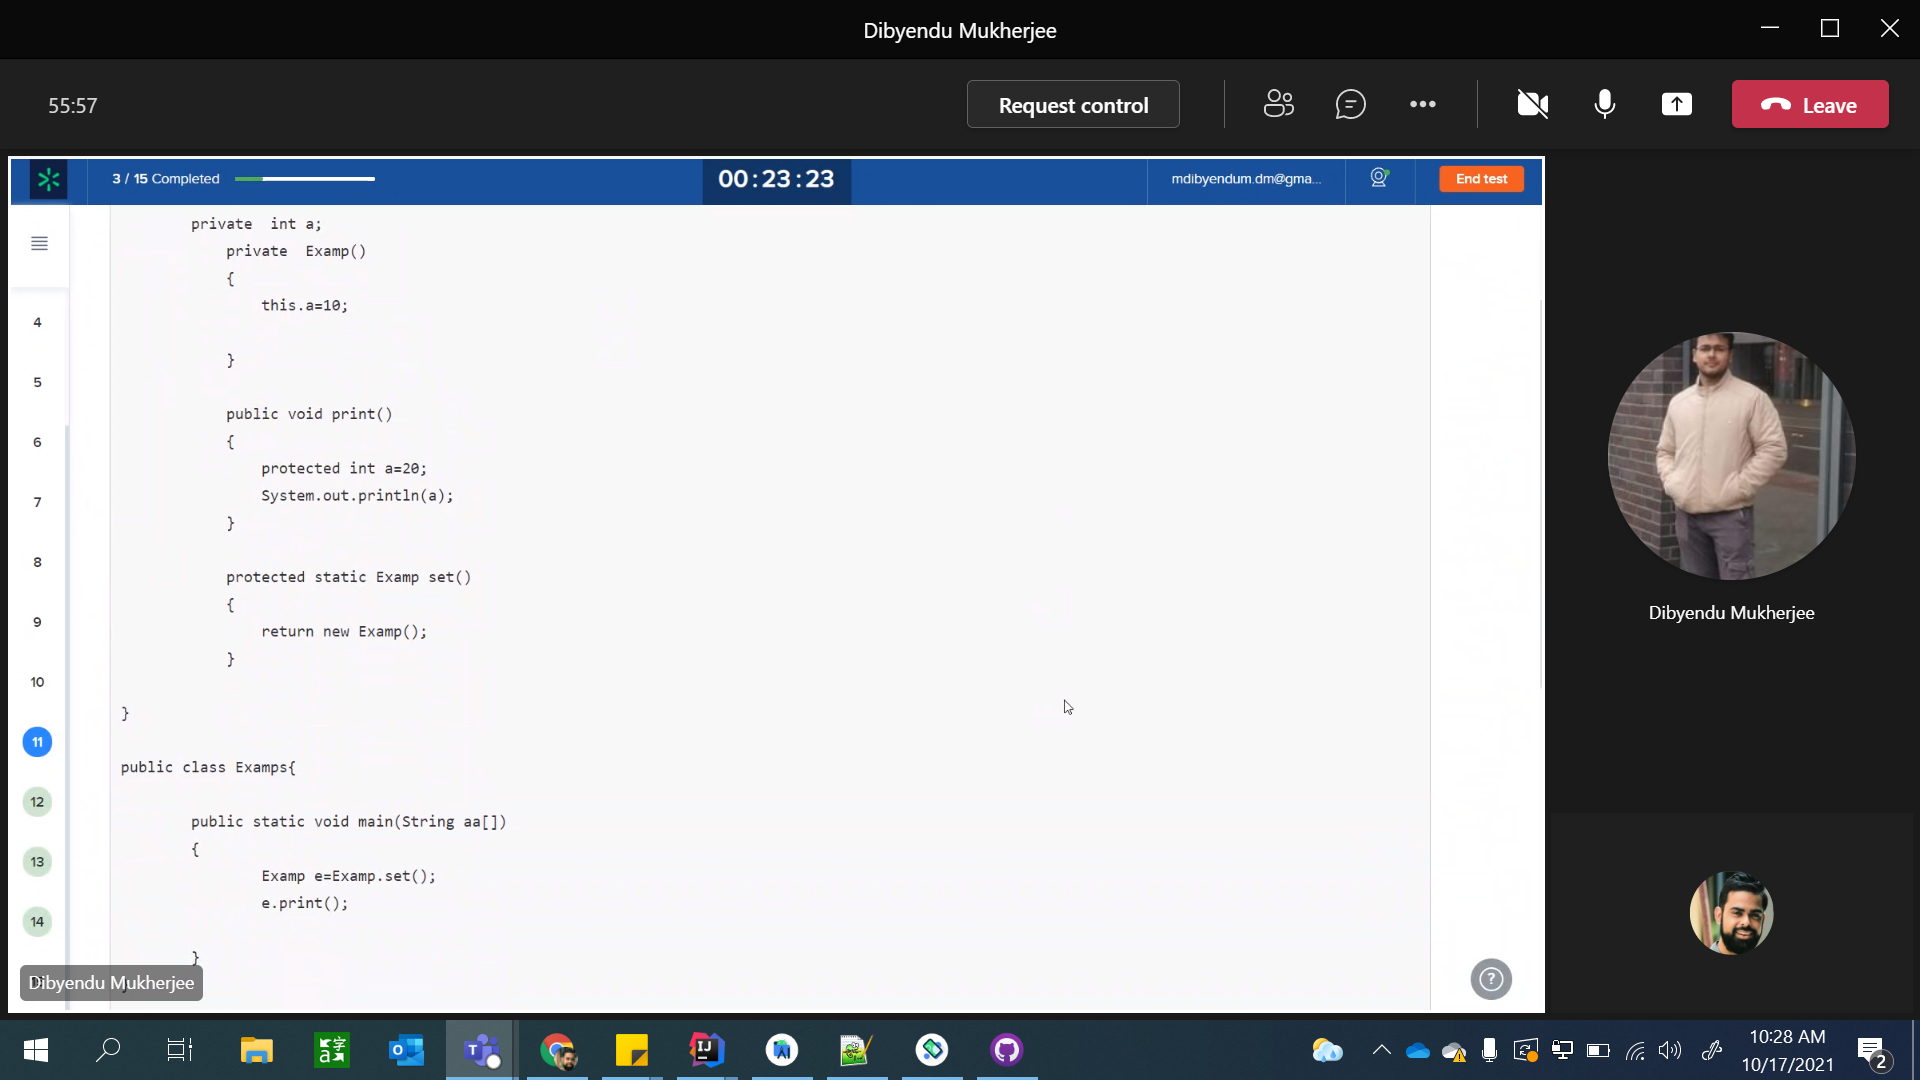 Dibyendu Mukherjee
55:57
Request control
Leave
3 / 15 Completed
00:23:23
mdibyendum.dm@gma...
End test
private  int a;
private  Examp()
{
this.a=10;
}
public void print()
{
protected int a=20;
System.out.println(a);
}
protected static Examp set()
{
return new Examp();
}
}
public class Examps{
public static void main(String aa[])
{
Examp e=Examp.set();
e.print();
}
4
5
6
7
8
9
10
11
12
13
14
Dibyendu Mukherjee
Dibyendu Mukherjee
10:28 AM
10/17/2021
2